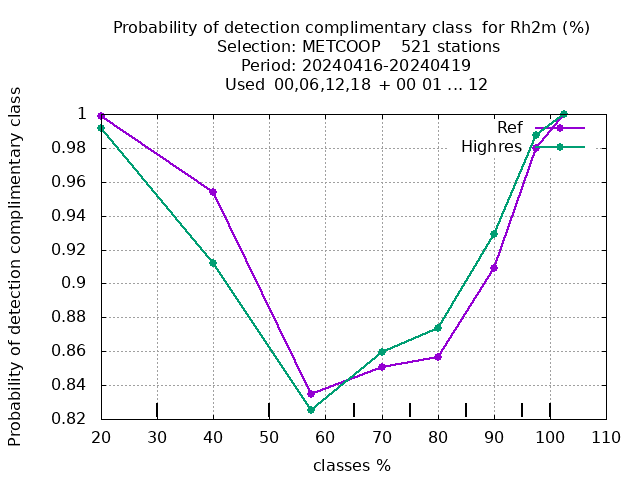 Probability of detection complimentary class  for Rh2m (%)
Selection: METCOOP    521 stations
Period: 20240416-20240419
Used  00,06,12,18 + 00 01 ... 12
Probability of detection complimentary class
1
0.98
0.96
0.94
0.92
0.9
0.88
0.86
0.84
0.82
Ref
Highres
20 30 40 50 60 70 80 90 100 110
classes %